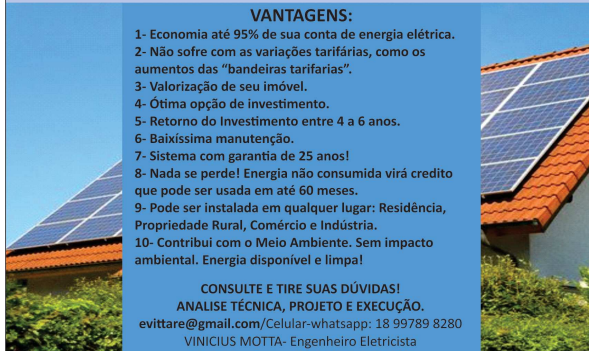 VANTAGENS:
1- Economia até 95% de sua conta de energia elétrica.
2- Não sofre com as variações tarifárias, como os
aumentos das “bandeiras tarifarias”.
3- Valorização de seu imóvel.
4- Ótima opção de investimento.
5- Retorno do Investimento entre 4 a 6 anos.
6- Baixíssima manutenção.
7- Sistema com garantia de 25 anos!
8- Nada se perde! Energia não consumida virá credito
que pode ser usada em até 60 meses.
9- Pode ser instalada em qualquer lugar: Residência,
Propriedade Rural, Comércio e Indústria.
10- Contribui com o Meio Ambiente. Sem impacto
ambiental. Energia disponível e limpa!
CONSULTE E TIRE SUAS DÚVIDAS!
ANALISE TÉCNICA, PROJETO E EXECUÇÃO.
evittare@gmail.com/Celular-whatsapp: 18 99789 8280
VINICIUS MOTTA- Engenheiro Eletricista